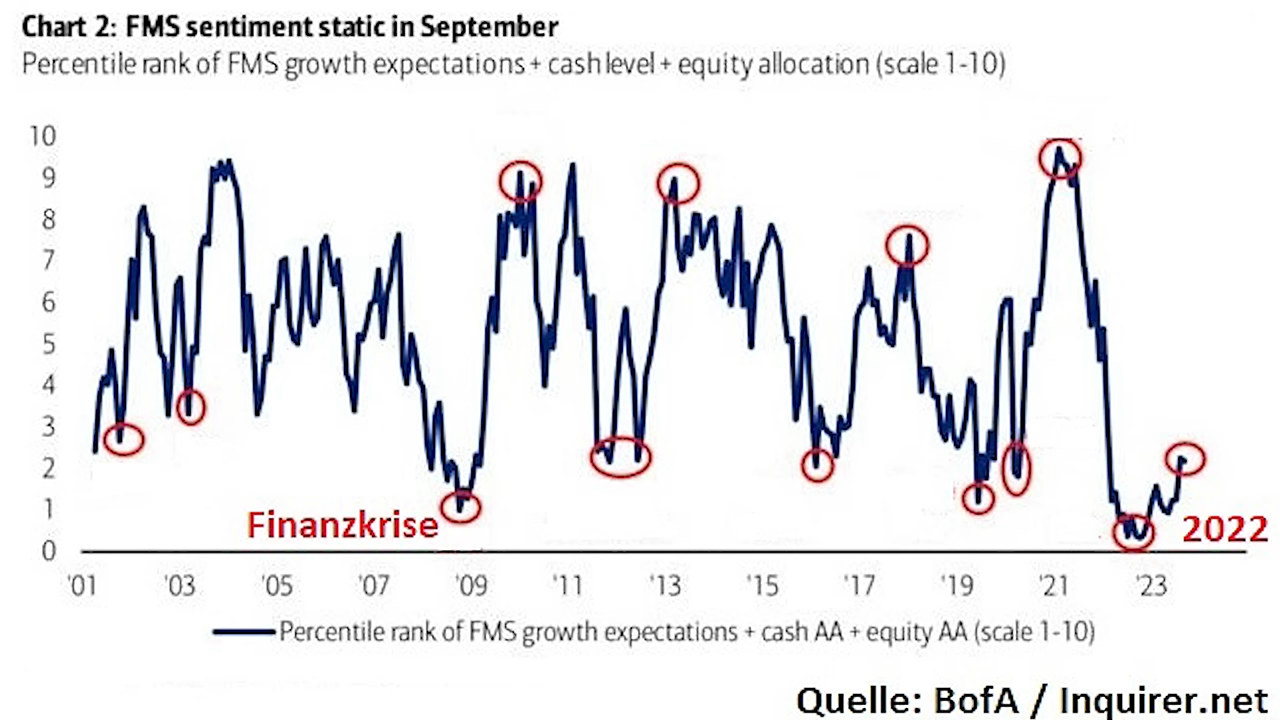 Chart 2: FMS sentiment static in September
Percentile rank of FMS growth expectations + cash level + equity allocation (scale 1-10)
10
9
8
7
6
5
4
3
2
1
0
Finanzkrise
2022
'01 '03 '05 '07 '09 '11 '13 '15 '17 '19 '21 '23
Percentile rank of FMS growth expectations + cash AA + equity AA (scale 1-10)
Quelle: BofA / Inquirer.net